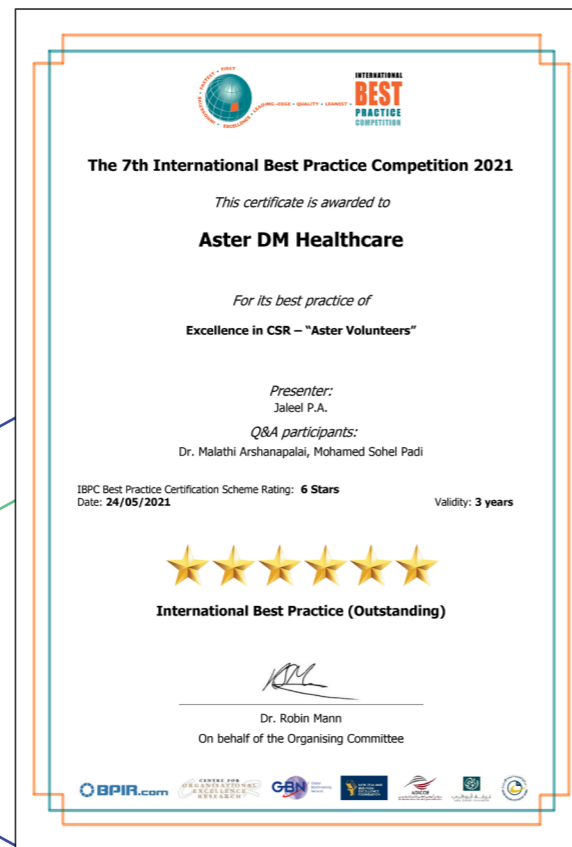 FIRST • FASTEST • INNOVATIVE • EXCELLENCE • LEADING-EDGE • QUALITY • LEANEST •
INTERNATIONAL
BEST
PRACTICE
COMPETITION
The 7th International Best Practice Competition 2021
This certificate is awarded to
Aster DM Healthcare
For its best practice of
Excellence in CSR – “Aster Volunteers”
Presenter:
Jaleel P.A.
Q&A participants:
Dr. Malathi Arshanapalai, Mohamed Sohel Padi
IBPC Best Practice Certification Scheme Rating: 6 Stars
Date: 24/05/2021 Validity: 3 years
International Best Practice (Outstanding)
Dr. Robin Mann
On behalf of the Organising Committee
BPIR.com
CENTRE FOR
ORGANISATIONAL
EXCELLENCE
RESEARCH
GBN